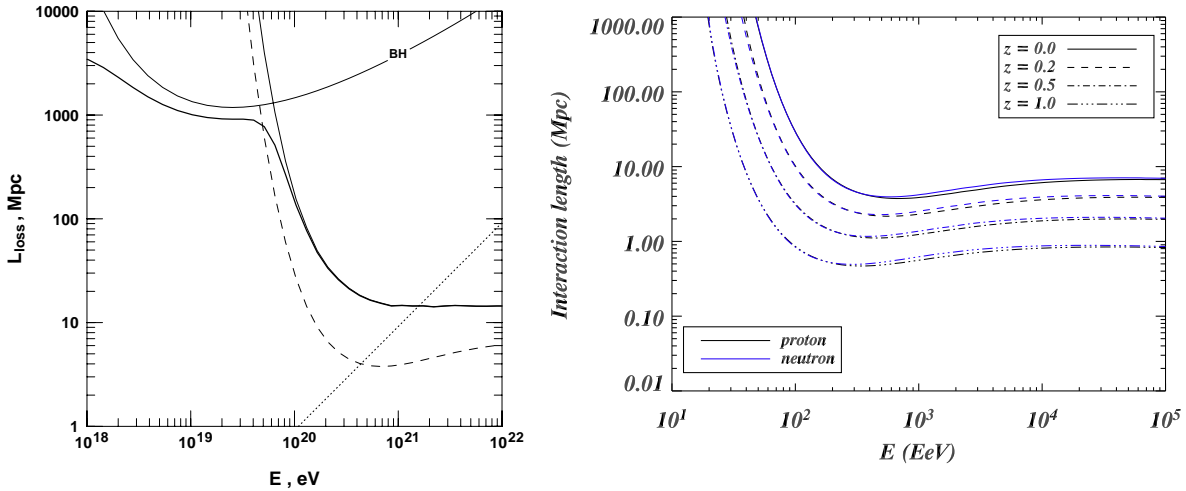 10000
1000
100
10
1
L_loss , Mpc
BH
10^18
10^19
10^20
10^21
10^22
E , eV
1000.00
100.00
10.00
1.00
0.10
0.01
Interaction length (Mpc)
z = 0.0
z = 0.2
z = 0.5
z = 1.0
proton
neutron
10^1
10^2
10^3
10^4
10^5
E (EeV)